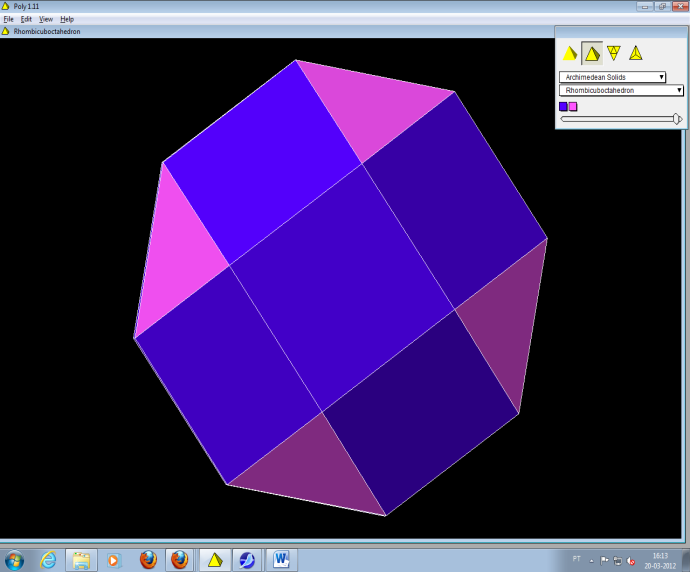 Poly 1.11
File Edit View Help
Rhombicuboctahedron
Archimedean Solids
Rhombicuboctahedron
PT
16:13
20-03-2012